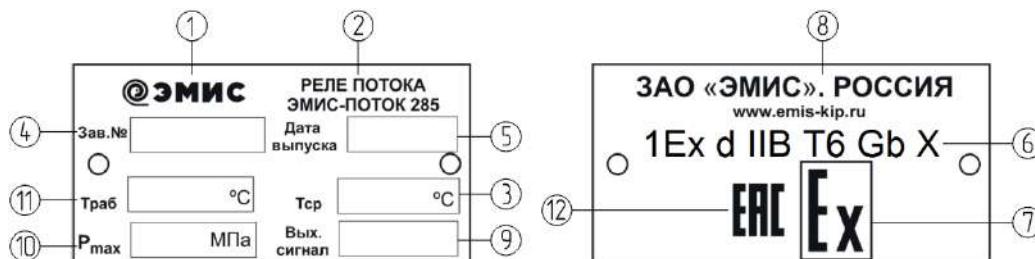 1 2 8
ЭМИС РЕЛЕ ПОТОКА
ЭМИС-ПОТОК 285
4 Зав.№ Дата выпуска 5
11 Траб °С Тср °С 3
10 Pmax МПа Вых. сигнал 9
ЗАО «ЭМИС». РОССИЯ
www.emis-kip.ru
1Ex d IIB T6 Gb X 6
12 ЕАС Ex 7